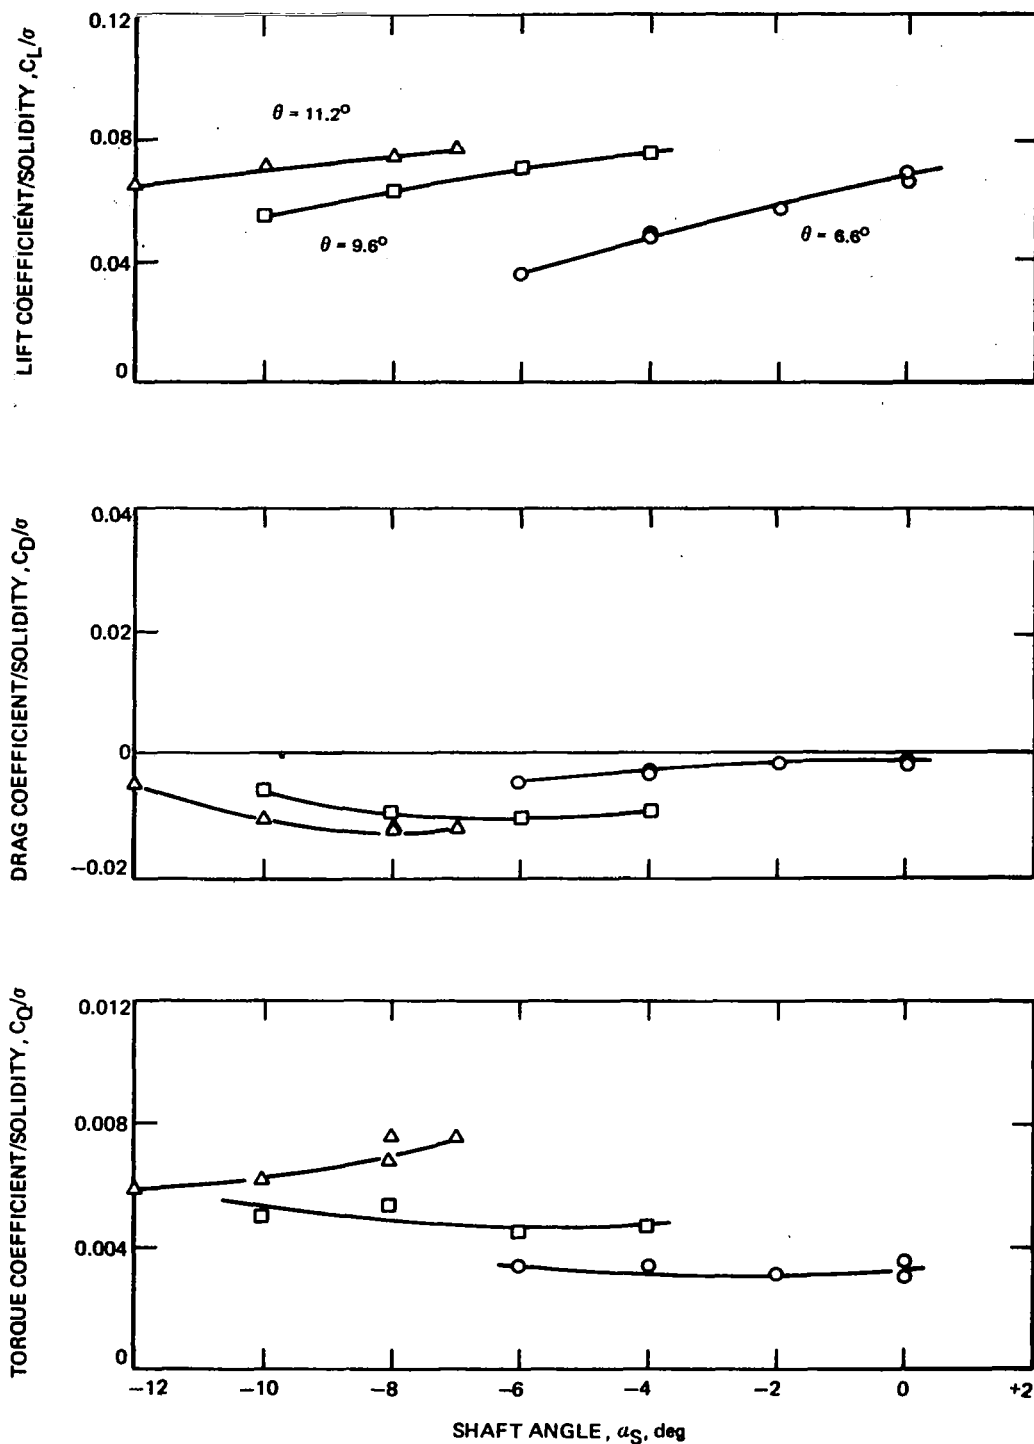 LIFT COEFFICIENT/SOLIDITY, C_L/σ
0.12
0.08
0.04
0
θ = 11.2°
θ = 9.6°
θ = 6.6°
DRAG COEFFICIENT/SOLIDITY, C_D/σ
0.04
0.02
0
−0.02
TORQUE COEFFICIENT/SOLIDITY, C_Q/σ
0.012
0.008
0.004
0
−12 −10 −8 −6 −4 −2 0 +2
SHAFT ANGLE, α_S, deg